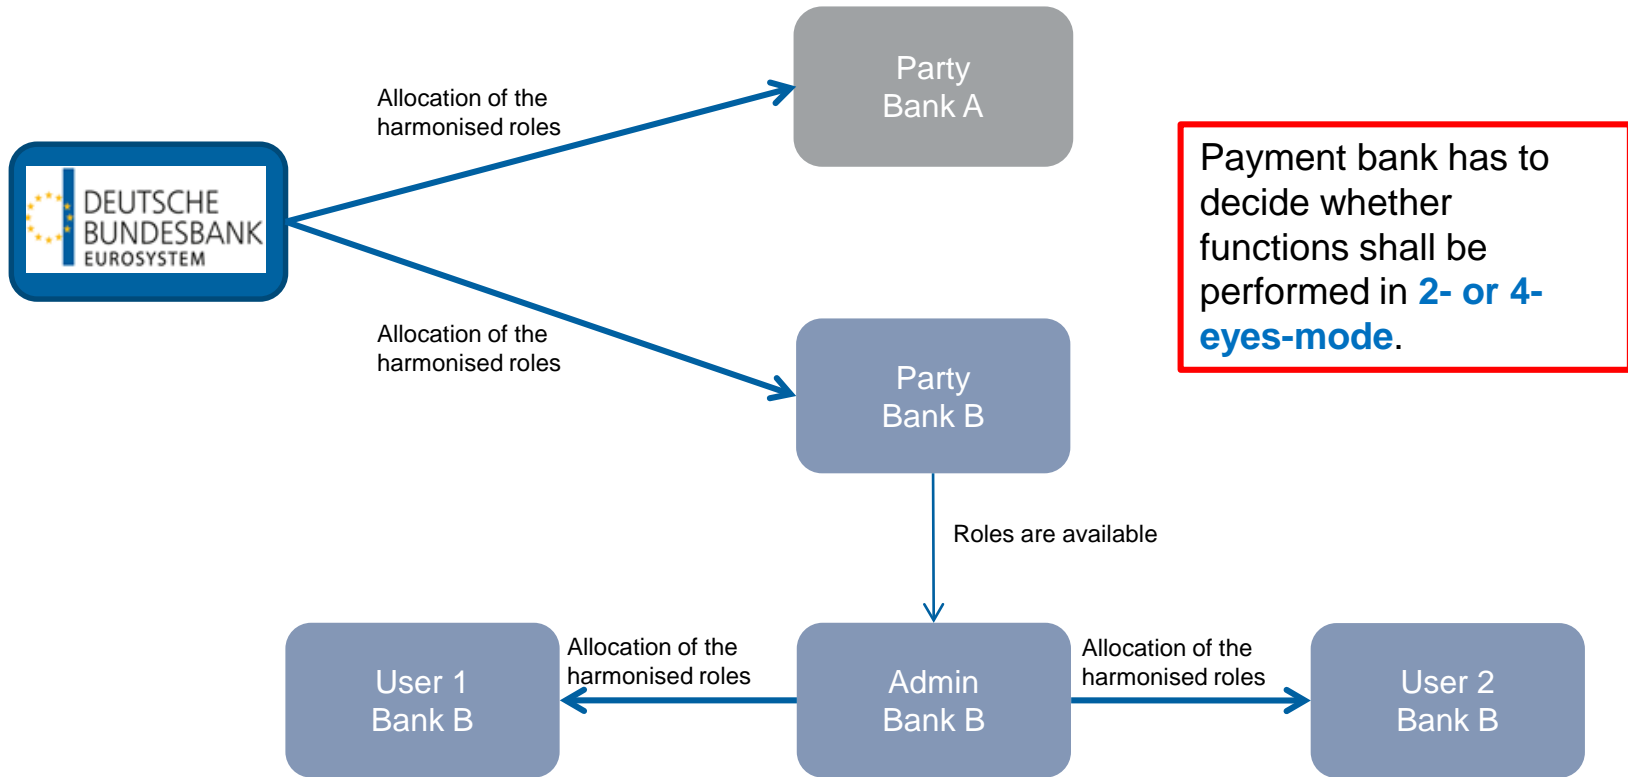 Party
Bank A
Allocation of the
harmonised roles
DEUTSCHE
BUNDESBANK
EUROSYSTEM
Payment bank has to
decide whether
functions shall be
performed in 2- or 4-
eyes-mode.
Allocation of the
harmonised roles
Party
Bank B
Roles are available
User 1
Bank B
Allocation of the
harmonised roles
Admin
Bank B
Allocation of the
harmonised roles
User 2
Bank B